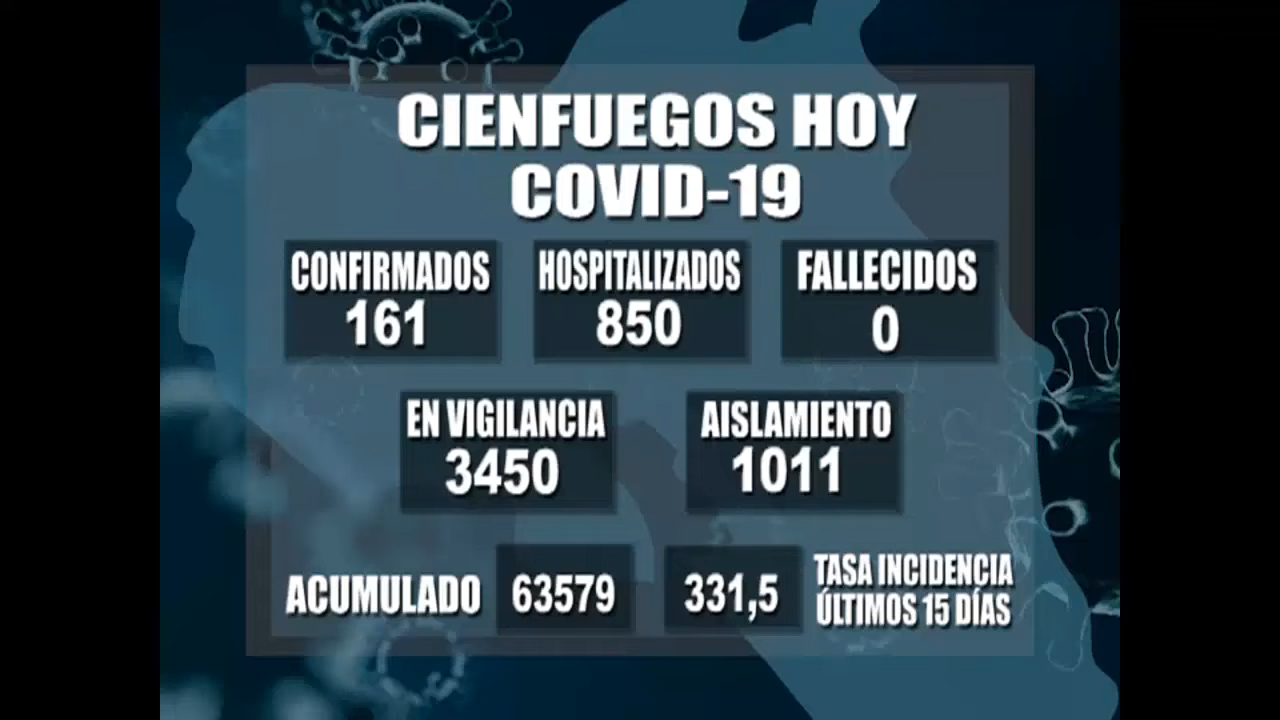 CIENFUEGOS HOY
COVID-19
CONFIRMADOS
161
HOSPITALIZADOS
850
FALLECIDOS
0
EN VIGILANCIA
3450
AISLAMIENTO
1011
ACUMULADO
63579
331,5
TASA INCIDENCIA
ÚLTIMOS 15 DÍAS